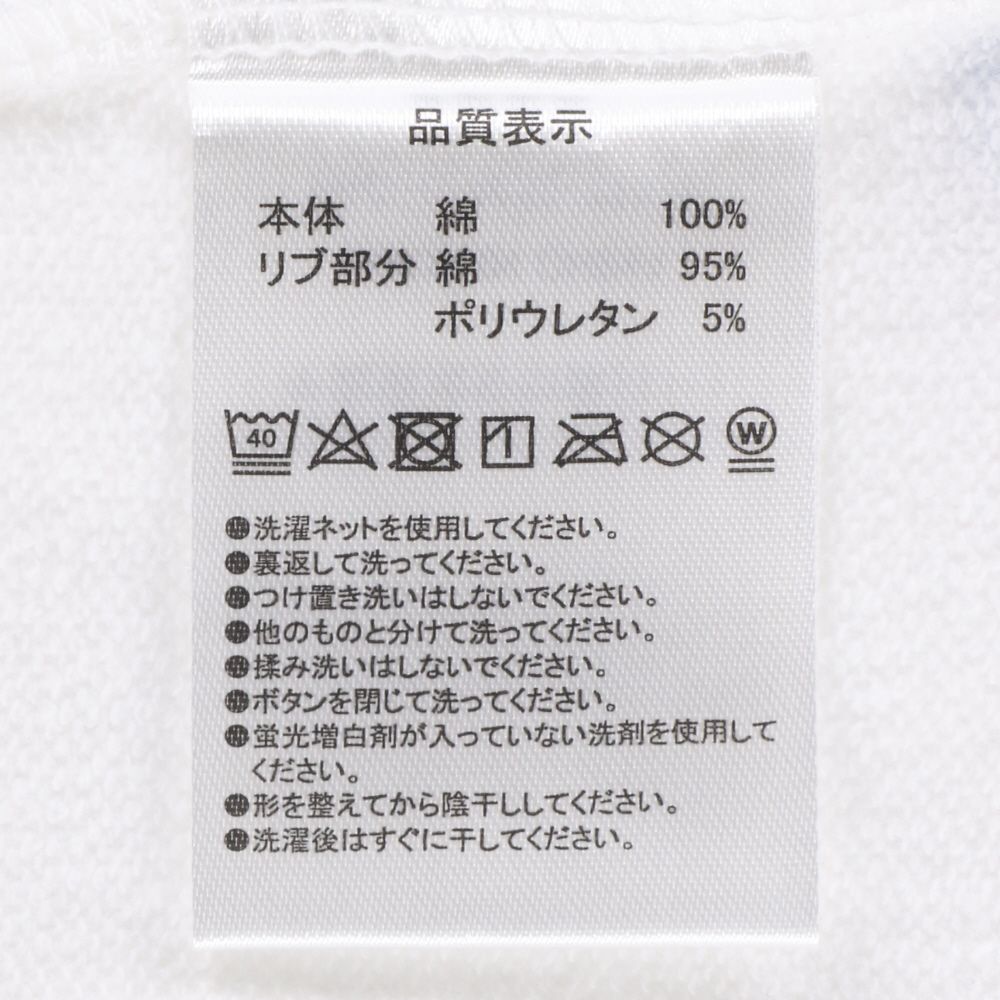 品質表示
本体 綿 100%
リブ部分 綿 95%
ポリウレタン 5%
40 W
●洗濯ネットを使用してください。
●裏返して洗ってください。
●つけ置き洗いはしないでください。
●他のものと分けて洗ってください。
●揉み洗いはしないでください。
●ボタンを閉じて洗ってください。
●蛍光増白剤が入っていない洗剤を使用して
ください。
●形を整えてから陰干ししてください。
●洗濯後はすぐに干してください。